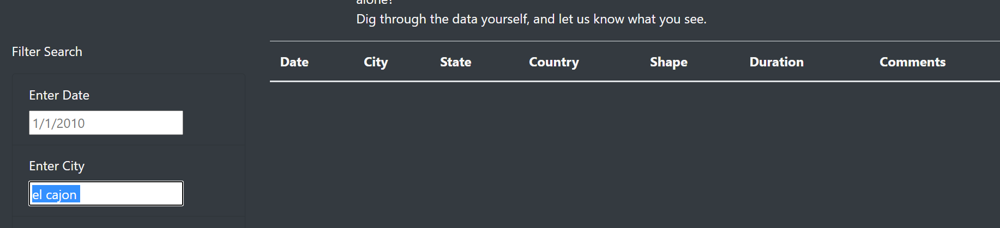 alone?
Dig through the data yourself, and let us know what you see.
Filter Search
Date City State Country Shape Duration Comments
Enter Date
1/1/2010
Enter City
el cajon